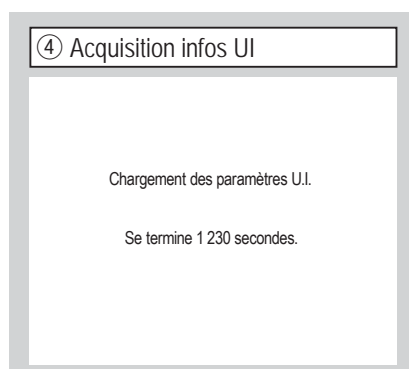 ④ Acquisition infos UI
Chargement des paramètres U.I.
Se termine 1 230 secondes.